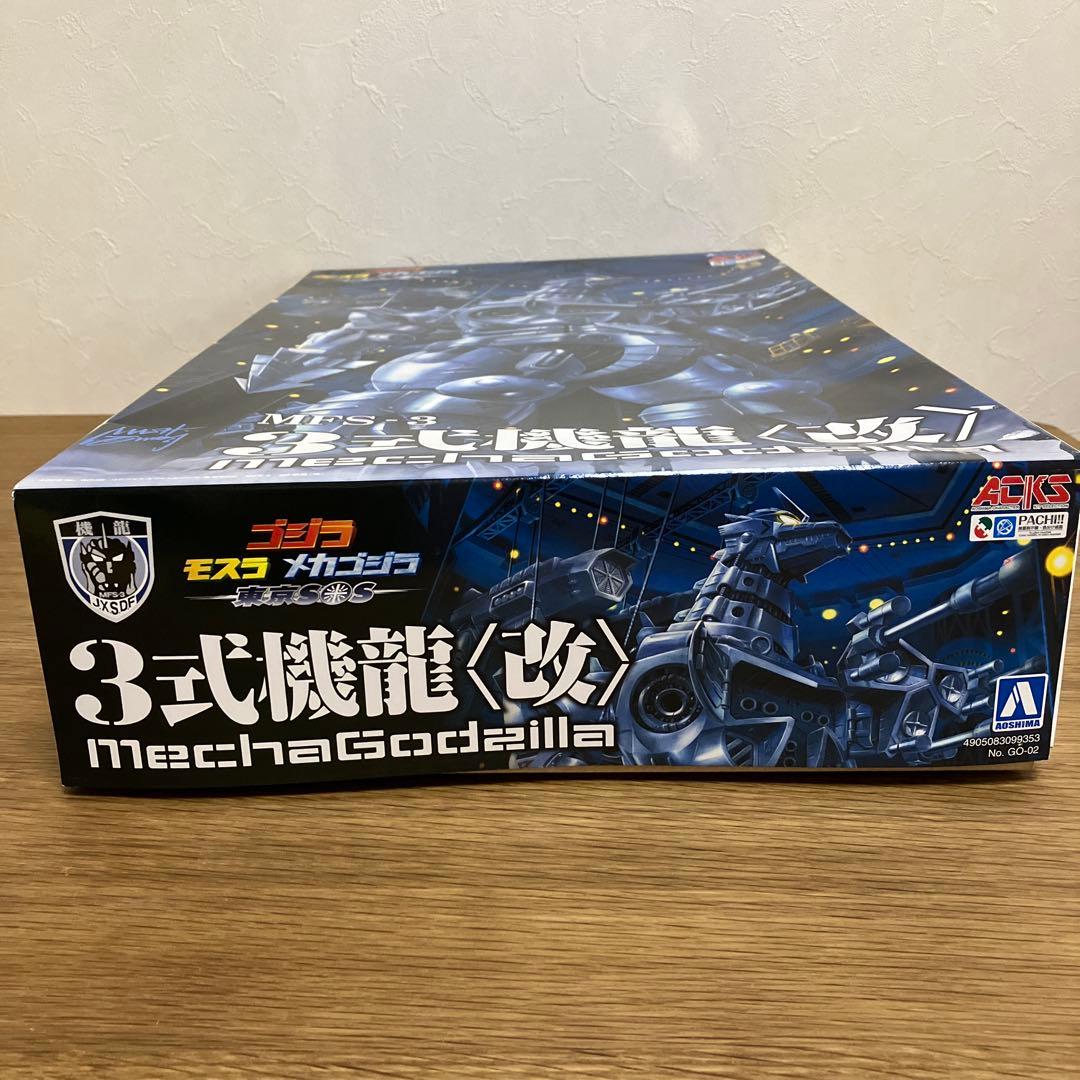 MFS-3
3式機龍〈改〉
MechaGodzilla
機龍
MFS-3
JXSDF
ゴジラ
モスラ メカゴジラ
東京SOS
3式機龍〈改〉
mechaGodzilla
ACKS
PACHI!!!
AOSHIMA
4905083099353
No. GO-02